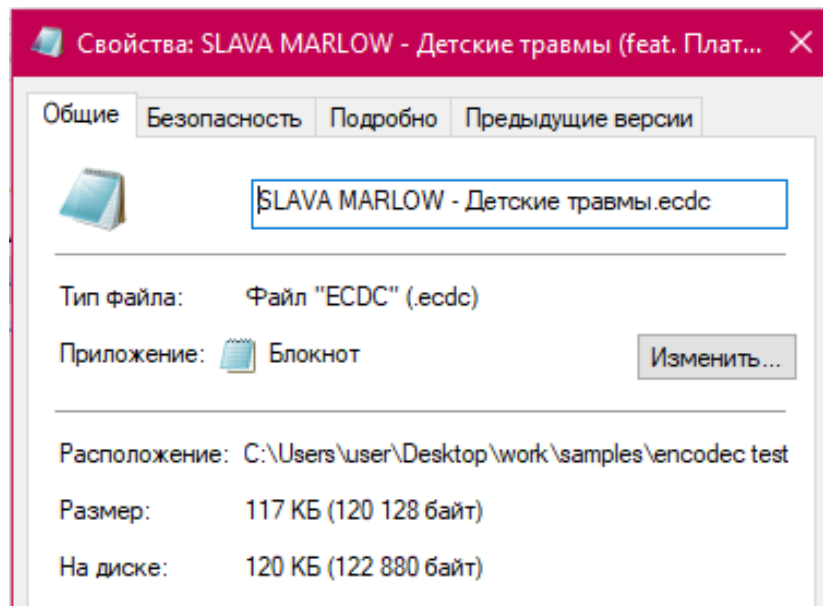 Свойства: SLAVA MARLOW - Детские травмы (feat. Плат...
Общие Безопасность Подробно Предыдущие версии
SLAVA MARLOW - Детские травмы.ecdc
Тип файла: Файл "ECDC" (.ecdc)
Приложение: Блокнот Изменить...
Расположение: C:\Users\user\Desktop\work\samples\encodec test
Размер: 117 КБ (120 128 байт)
На диске: 120 КБ (122 880 байт)